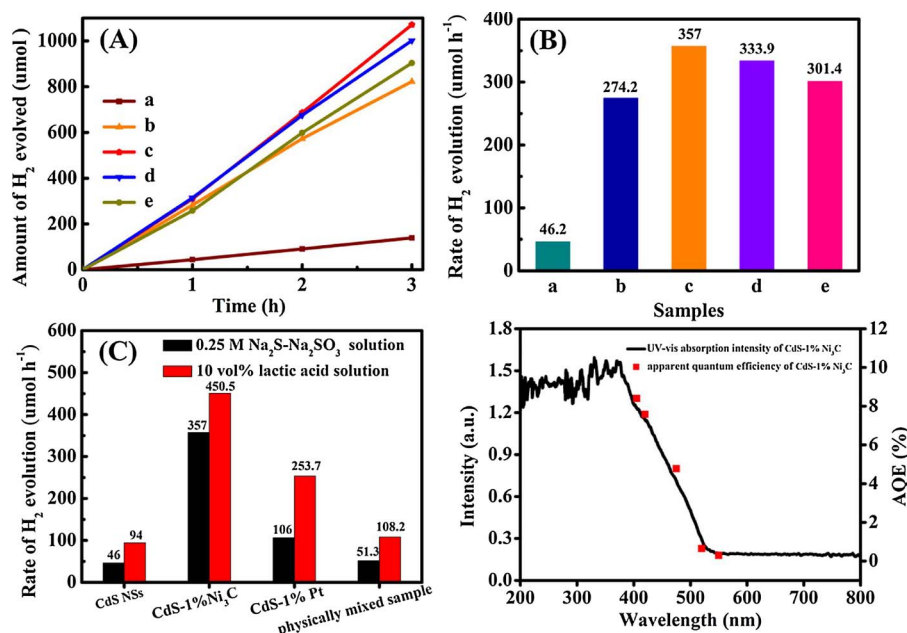 (A)
Amount of H₂ evolved (umol )
1000
800
600
400
200
0
a
b
c
d
e
0 1 2 3
Time (h)
(B)
Rate of H₂ evolution (umol h⁻¹)
400
300
200
100
0
46.2
274.2
357
333.9
301.4
a b c d e
Samples
(C)
Rate of H₂ evolution (umol h⁻¹)
600
500
400
300
200
100
0
0.25 M Na₂S-Na₂SO₃ solution
10 vol% lactic acid solution
46 94
357 450.5
106 253.7
51.3 108.2
CdS NSs
CdS-1%Ni₃C
CdS-1% Pt
physically mixed sample
Intensity (a.u.)
1.8
1.5
1.2
0.9
0.6
0.3
0.0
UV-vis absorption intensity of CdS-1% Ni₃C
apparent quantum efficiency of CdS-1% Ni₃C
12
10
8
6
4
2
0
AQE (%)
200 300 400 500 600 700 800
Wavelength (nm)